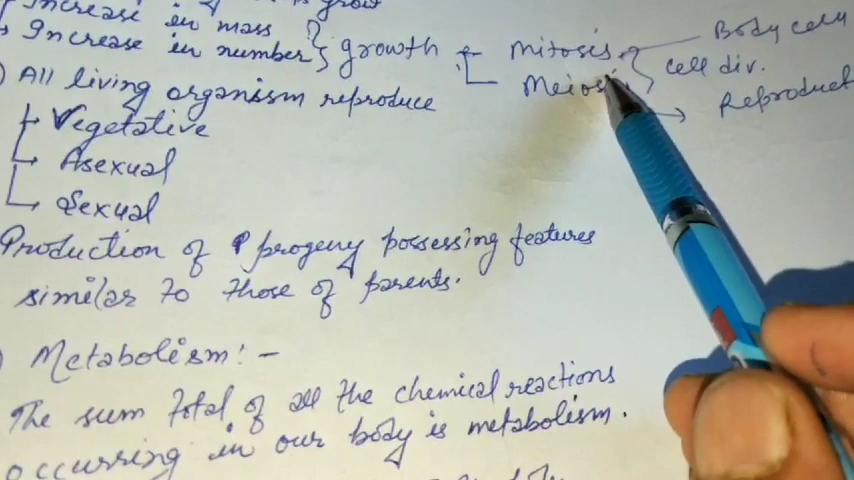 Increase in mass
Increase in number } growth mitosis Body cell
Meiosis } cell div.
) All living organism reproduce Reproduct
Vegetative
Asexual
Sexual
Production of progeny possessing features
similar to those of parents.
) Metabolism:-
The sum total of all the chemical reactions
occurring in our body is metabolism.